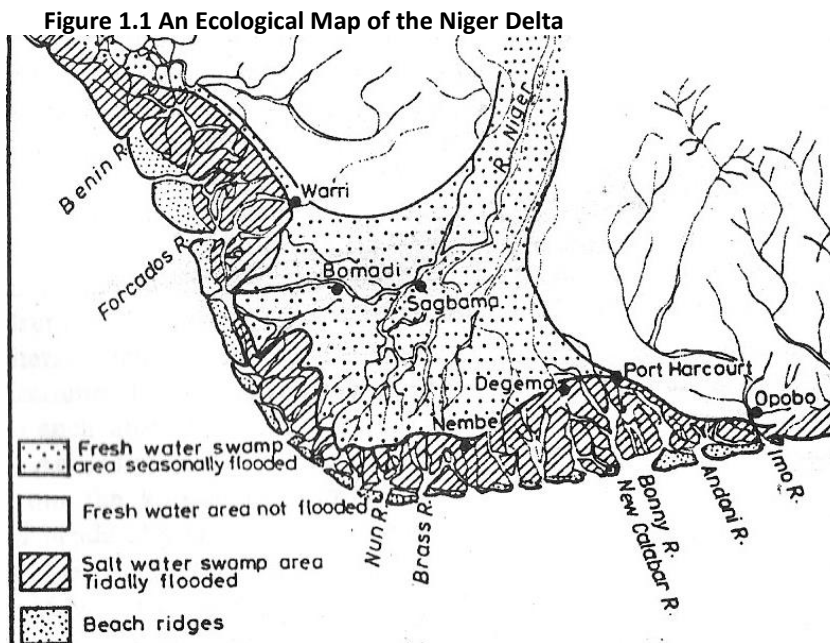 Figure 1.1 An Ecological Map of the Niger Delta
Benin R.
Warri
R. Niger
Forcados R.
Bomadi
Sagbama
Port Harcourt
Degema
Opobo
Nembe
Imo R.
Andoni R.
Bonny R.
New Calabar R.
Brass R.
Nun R.
Fresh water swamp
area seasonally flooded
Fresh water area not flooded
Salt water swamp area
Tidally flooded
Beach ridges